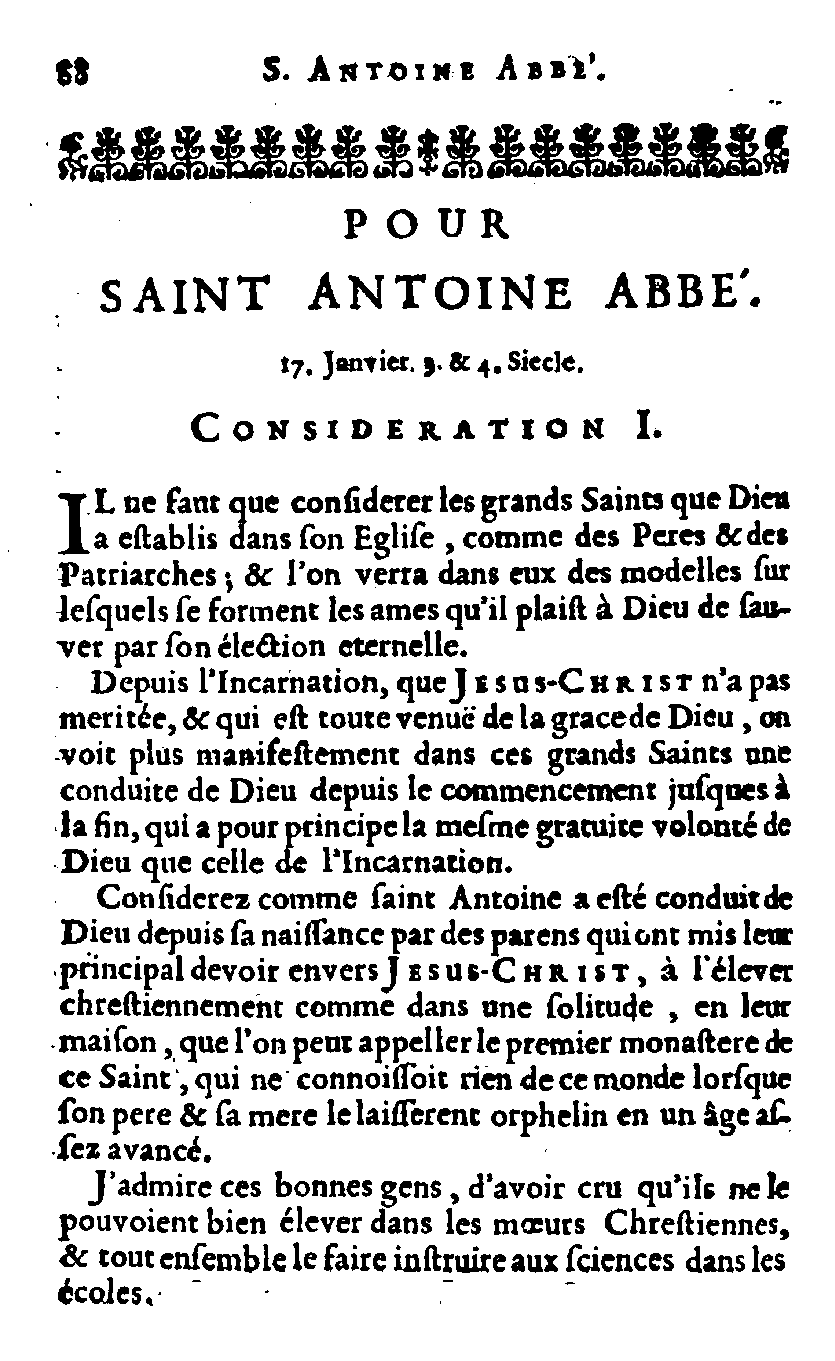 88 S. ANTOINE ABBE'.
POUR
SAINT ANTOINE ABBE'.
17. Janvier. 3. & 4. Siecle.
CONSIDERATION I.
IL ne faut que conſiderer les grands Saints que Dieu
a eſtablis dans ſon Egliſe, comme des Peres & des
Patriarches; & l'on verra dans eux des modelles ſur
leſquels ſe forment les ames qu'il plaiſt à Dieu de ſau-
ver par ſon élection eternelle.
Depuis l'Incarnation, que JESUS-CHRIST n'a pas
meritée, & qui eſt toute venuë de la grace de Dieu, on
voit plus manifeſtement dans ces grands Saints une
conduite de Dieu depuis le commencement juſques à
la fin, qui a pour principe la meſme gratuite volonté de
Dieu que celle de l'Incarnation.
Conſiderez comme ſaint Antoine a eſté conduit de
Dieu depuis ſa naiſſance par des parens qui ont mis leur
principal devoir envers JESUS-CHRIST, à l'élever
chreſtiennement comme dans une ſolitude, en leur
maiſon, que l'on peut appeller le premier monaſtere de
ce Saint, qui ne connoiſſoit rien de ce monde lorſque
ſon pere & ſa mere le laiſſerent orphelin en un âge aſ-
ſez avancé.
J'admire ces bonnes gens, d'avoir cru qu'ils ne le
pouvoient bien élever dans les mœurs Chreſtiennes,
& tout enſemble le faire inſtruire aux ſciences dans les
écoles.